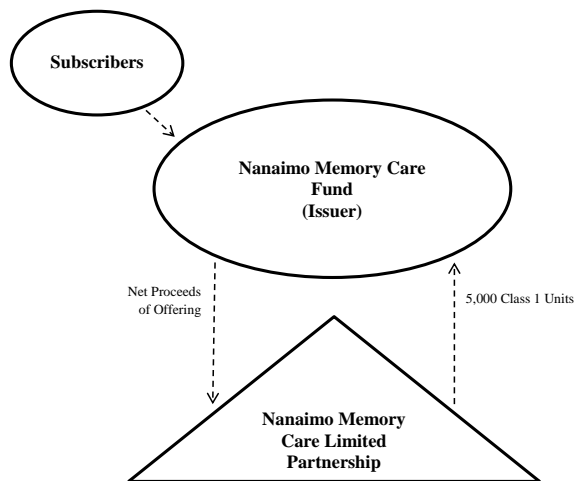 Subscribers
Nanaimo Memory Care
Fund
(Issuer)
Net Proceeds
of Offering
5,000 Class 1 Units
Nanaimo Memory
Care Limited
Partnership